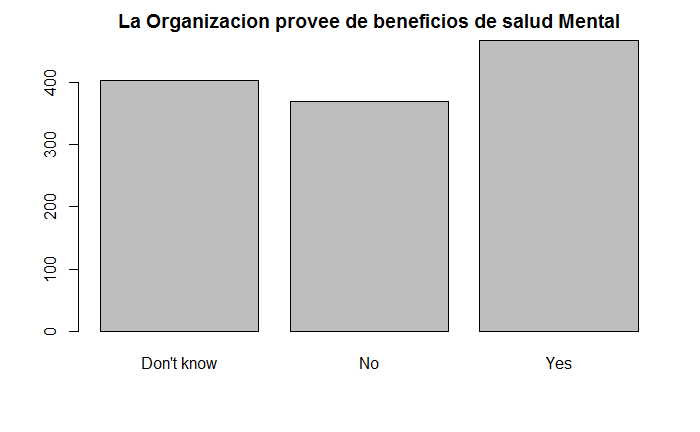 La Organizacion provee de beneficios de salud Mental
400
300
200
100
0
Don't know No Yes